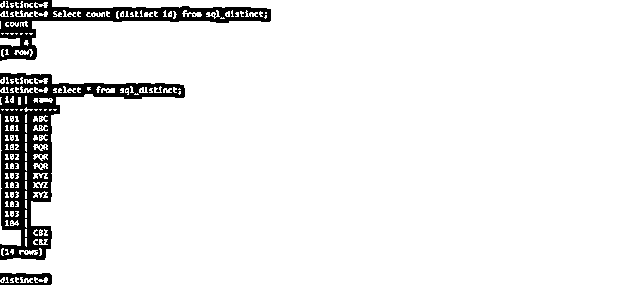 distinct=#
distinct=# Select count (distinct id) from sql_distinct;
count
-------
4
(1 row)
distinct=#
distinct=# select * from sql_distinct;
id | name
-----+------
101 | ABC
101 | ABC
101 | ABC
102 | PQR
102 | PQR
103 | PQR
103 | XYZ
103 | XYZ
103 | XYZ
103 |
103 |
104 |
| CBZ
| CBZ
(14 rows)
distinct=#